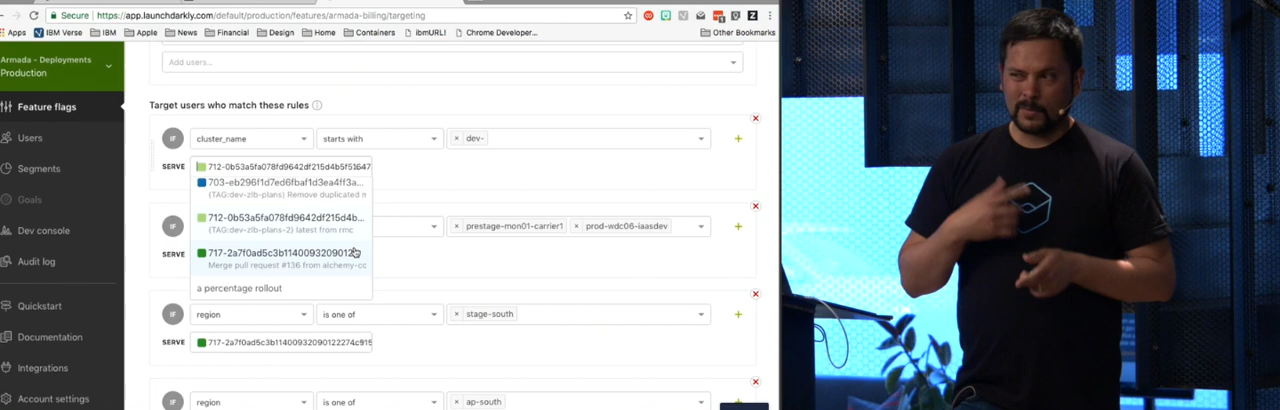 Secure
https://app.launchdarkly.com/default/production/features/armada-billing/targeting
Apps
IBM Verse
IBM
Apple
News
Financial
Design
Home
Containers
ibmURL!
Chrome Developer...
Other Bookmarks
Armada - Deployments
Production
Feature flags
Users
Segments
Goals
Dev console
Audit log
Quickstart
Documentation
Integrations
Account settings
Add users...
Target users who match these rules
IF cluster_name starts with × dev- +
SERVE 712-0b53a5fa078fd9642df215d4b5f51647
703-eb296f1d7ed6fbaf1d3ea4ff3a...
(TAG:dev-zlb-plans) Remove duplicated
712-0b53a5fa078fd9642df215d4b...
(TAG:dev-zlb-plans-2) latest from rmc
717-2a7f0ad5c3b11400932090122
Merge pull request #136 from alchemy-cc
a percentage rollout
IF × prestage-mon01-carrier1 × prod-wdc06-iaasdev +
SERVE
IF region is one of × stage-south +
SERVE 717-2a7f0ad5c3b11400932090122274c915
IF region is one of × ap-south +